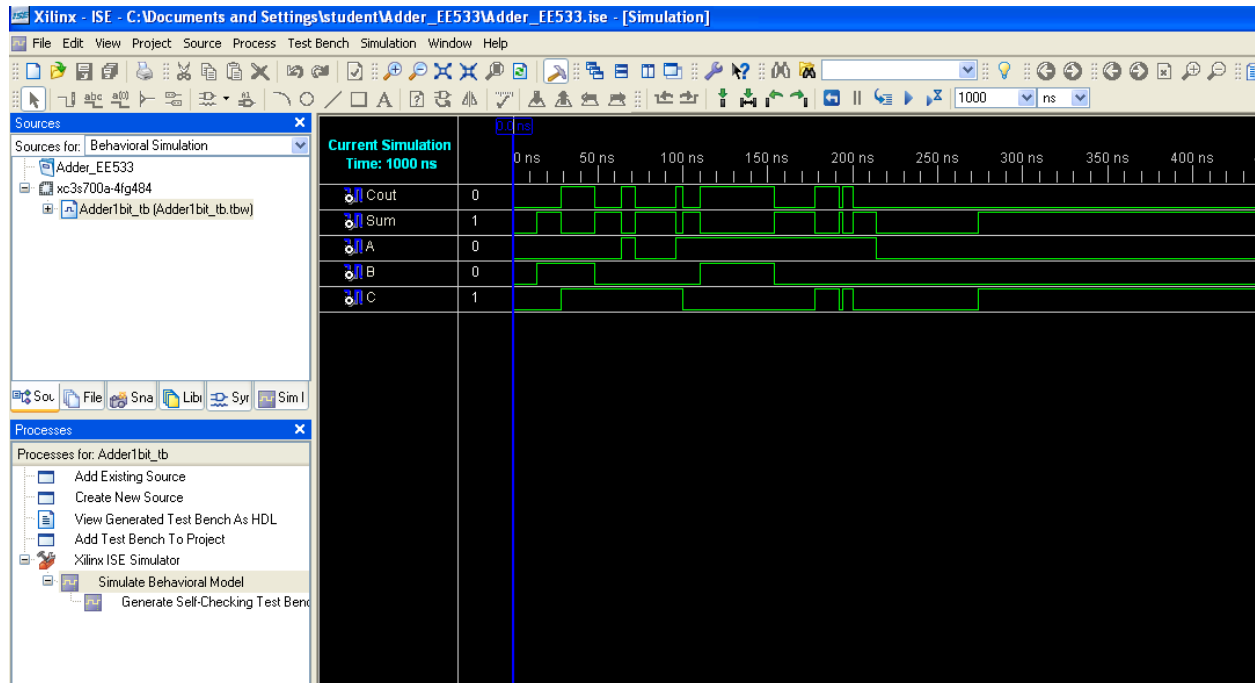 Xilinx - ISE - C:\Documents and Settings\student\Adder_EE533\Adder_EE533.ise - [Simulation]
File Edit View Project Source Process Test Bench Simulation Window Help
1000 ns
Sources
Sources for: Behavioral Simulation
Adder_EE533
xc3s700a-4fg484
Adder1bit_tb (Adder1bit_tb.tbw)
Sou File Sna Libi Syr Sim I
Processes
Processes for: Adder1bit_tb
Add Existing Source
Create New Source
View Generated Test Bench As HDL
Add Test Bench To Project
Xilinx ISE Simulator
Simulate Behavioral Model
Generate Self-Checking Test Benc
Current Simulation
Time: 1000 ns
0.0 ns
0 ns 50 ns 100 ns 150 ns 200 ns 250 ns 300 ns 350 ns 400 ns
Cout 0
Sum 1
A 0
B 0
C 1